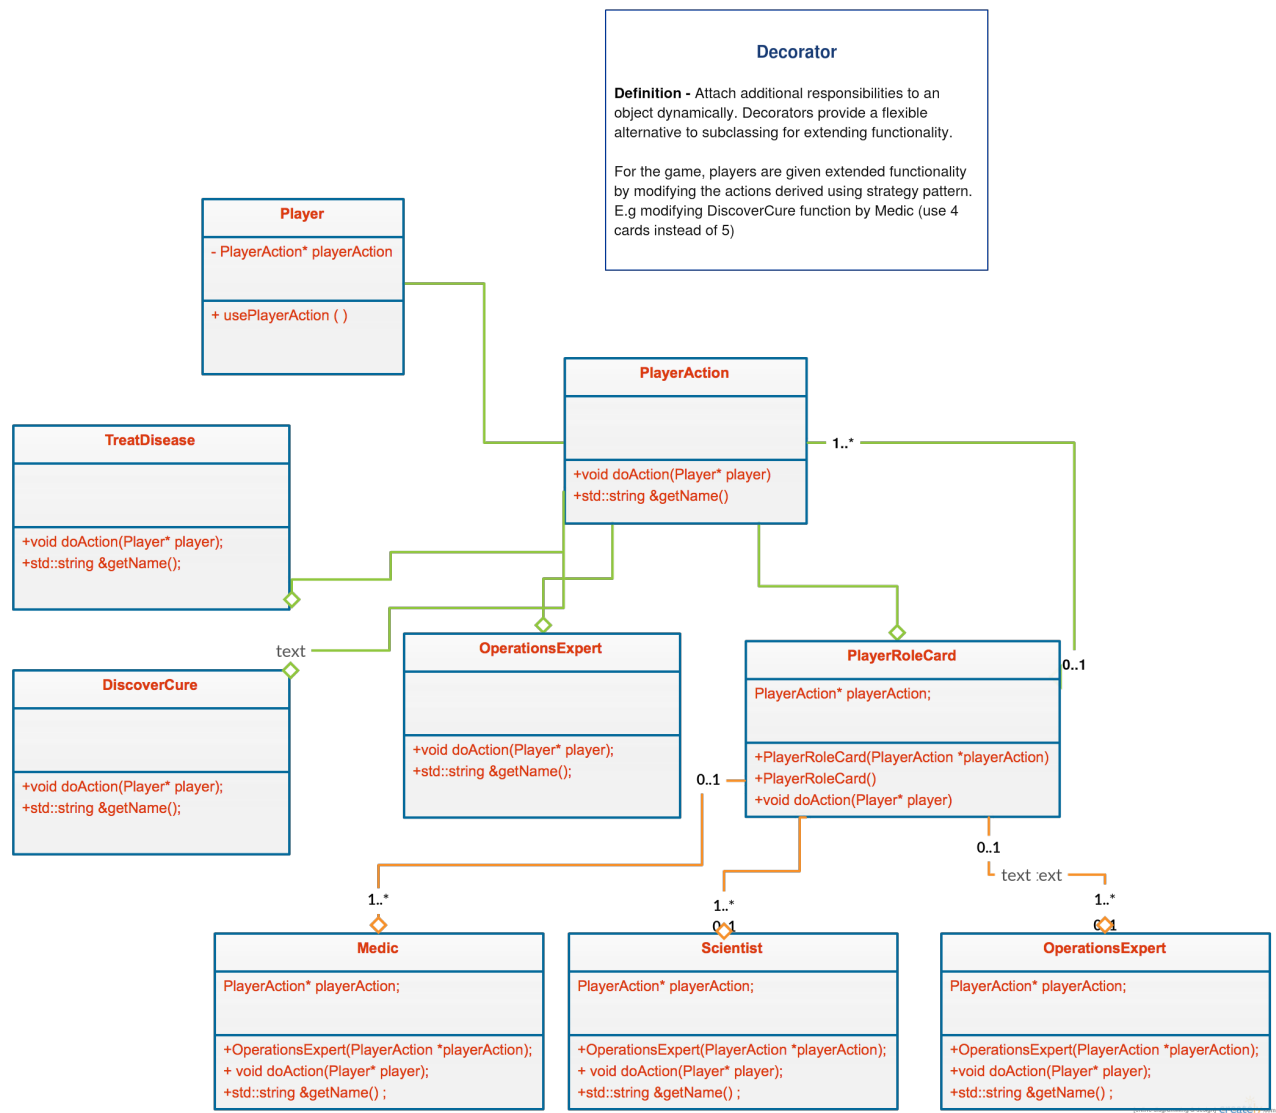 Decorator
Definition - Attach additional responsibilities to an
object dynamically. Decorators provide a flexible
alternative to subclassing for extending functionality.
For the game, players are given extended functionality
by modifying the actions derived using strategy pattern.
E.g modifying DiscoverCure function by Medic (use 4
cards instead of 5)
Player
- PlayerAction* playerAction
+ usePlayerAction ( )
PlayerAction
+void doAction(Player* player)
+std::string &getName()
1..*
TreatDisease
+void doAction(Player* player);
+std::string &getName();
text
DiscoverCure
+void doAction(Player* player);
+std::string &getName();
OperationsExpert
+void doAction(Player* player);
+std::string &getName();
PlayerRoleCard
PlayerAction* playerAction;
+PlayerRoleCard(PlayerAction *playerAction)
+PlayerRoleCard()
+void doAction(Player* player)
0..1
0..1
0..1
text :ext
1..*
1..*
0..1
1..*
0..1
Medic
PlayerAction* playerAction;
+OperationsExpert(PlayerAction *playerAction);
+ void doAction(Player* player);
+std::string &getName() ;
Scientist
PlayerAction* playerAction;
+OperationsExpert(PlayerAction *playerAction);
+ void doAction(Player* player);
+std::string &getName() ;
OperationsExpert
PlayerAction* playerAction;
+OperationsExpert(PlayerAction *playerAction);
+void doAction(Player* player);
+std::string &getName() ;